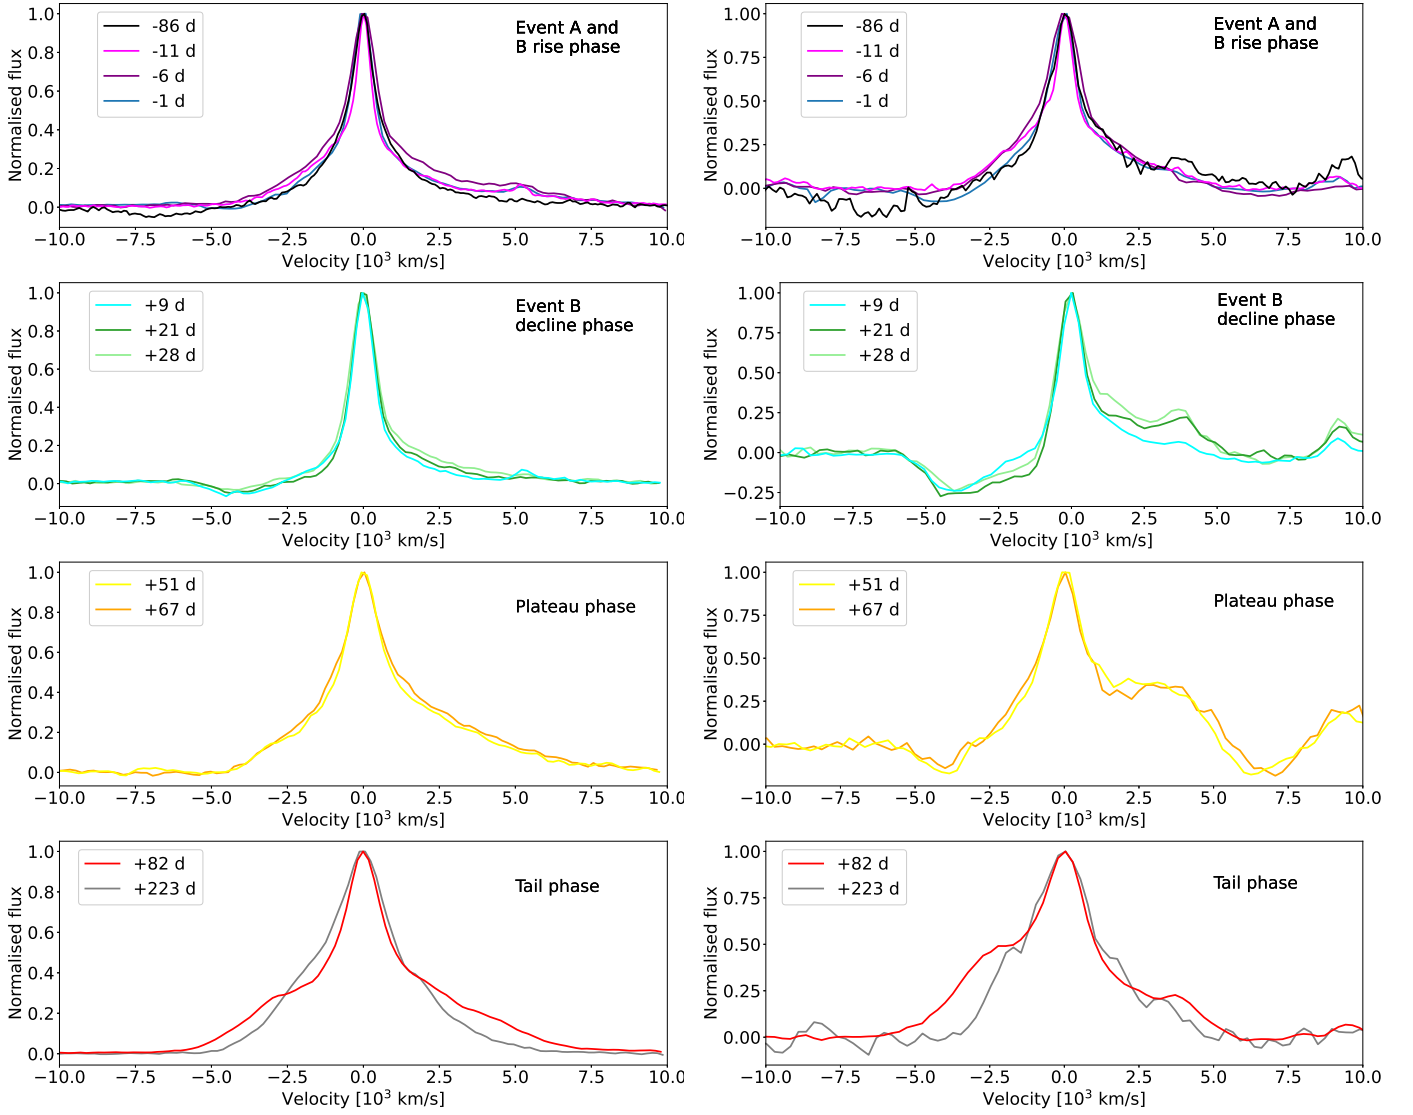 Normalised flux
1.0
0.8
0.6
0.4
0.2
0.0
-86 d
-11 d
-6 d
-1 d
Event A and
B rise phase
−10.0 −7.5 −5.0 −2.5 0.0 2.5 5.0 7.5 10.0
Velocity [10³ km/s]
Normalised flux
1.00
0.75
0.50
0.25
0.00
-86 d
-11 d
-6 d
-1 d
Event A and
B rise phase
−10.0 −7.5 −5.0 −2.5 0.0 2.5 5.0 7.5 10.0
Velocity [10³ km/s]
Normalised flux
1.0
0.8
0.6
0.4
0.2
0.0
+9 d
+21 d
+28 d
Event B
decline phase
−10.0 −7.5 −5.0 −2.5 0.0 2.5 5.0 7.5 10.0
Velocity [10³ km/s]
Normalised flux
1.00
0.75
0.50
0.25
0.00
−0.25
+9 d
+21 d
+28 d
Event B
decline phase
−10.0 −7.5 −5.0 −2.5 0.0 2.5 5.0 7.5 10.0
Velocity [10³ km/s]
Normalised flux
1.0
0.8
0.6
0.4
0.2
0.0
+51 d
+67 d
Plateau phase
−10.0 −7.5 −5.0 −2.5 0.0 2.5 5.0 7.5 10.0
Velocity [10³ km/s]
Normalised flux
1.00
0.75
0.50
0.25
0.00
+51 d
+67 d
Plateau phase
−10.0 −7.5 −5.0 −2.5 0.0 2.5 5.0 7.5 10.0
Velocity [10³ km/s]
Normalised flux
1.0
0.8
0.6
0.4
0.2
0.0
+82 d
+223 d
Tail phase
−10.0 −7.5 −5.0 −2.5 0.0 2.5 5.0 7.5 10.0
Velocity [10³ km/s]
Normalised flux
1.00
0.75
0.50
0.25
0.00
+82 d
+223 d
Tail phase
−10.0 −7.5 −5.0 −2.5 0.0 2.5 5.0 7.5 10.0
Velocity [10³ km/s]